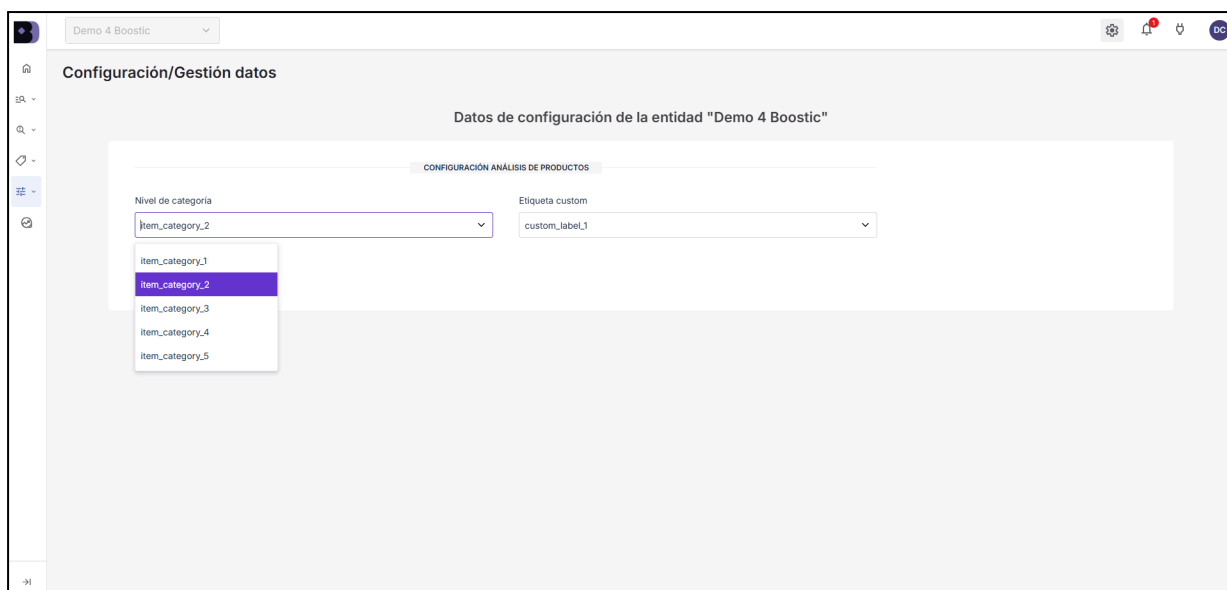 Demo 4 Boostic
1
DC
Configuración/Gestión datos
Datos de configuración de la entidad "Demo 4 Boostic"
CONFIGURACIÓN ANÁLISIS DE PRODUCTOS
Nivel de categoría
Etiqueta custom
item_category_2
custom_label_1
item_category_1
item_category_2
item_category_3
item_category_4
item_category_5